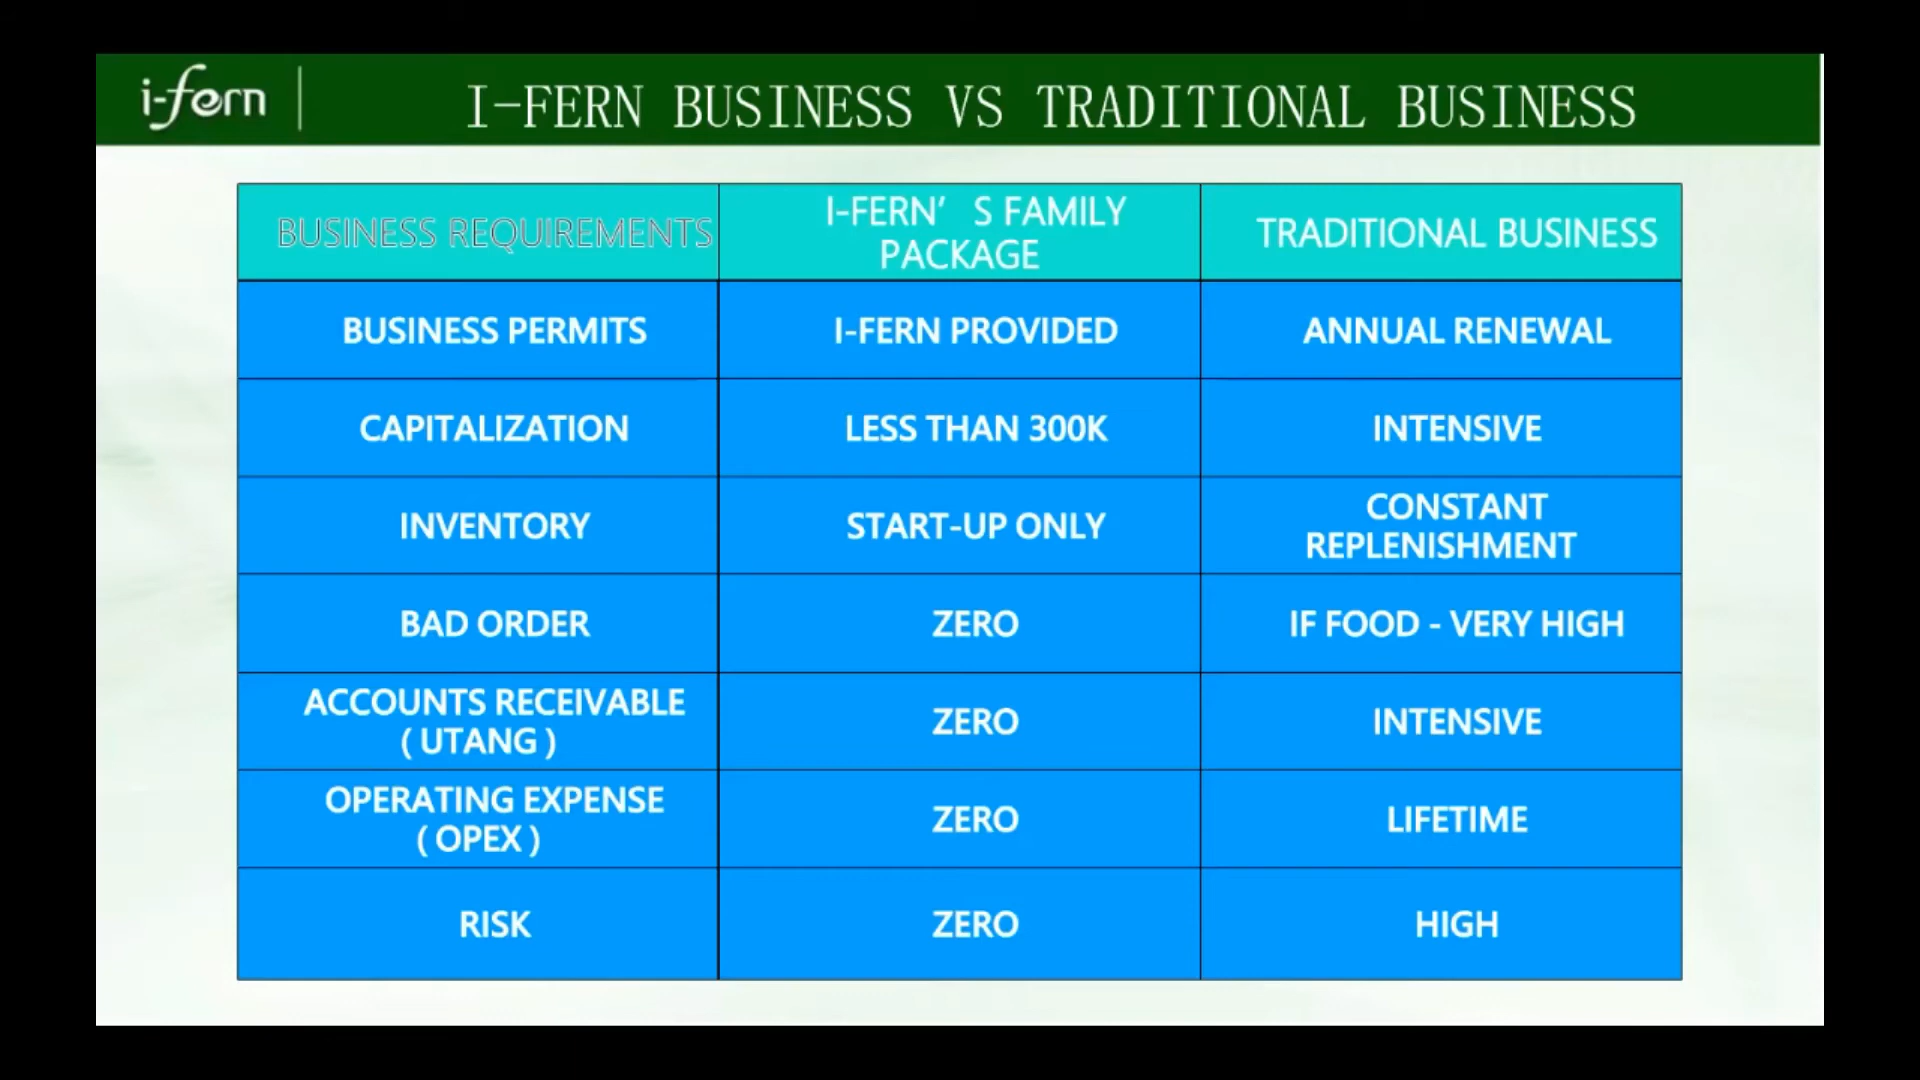 i-fern
I-FERN BUSINESS VS TRADITIONAL BUSINESS
BUSINESS REQUIREMENTS
I-FERN’ S FAMILY
PACKAGE
TRADITIONAL BUSINESS
BUSINESS PERMITS
I-FERN PROVIDED
ANNUAL RENEWAL
CAPITALIZATION
LESS THAN 300K
INTENSIVE
INVENTORY
START-UP ONLY
CONSTANT
REPLENISHMENT
BAD ORDER
ZERO
IF FOOD - VERY HIGH
ACCOUNTS RECEIVABLE
( UTANG )
ZERO
INTENSIVE
OPERATING EXPENSE
( OPEX )
ZERO
LIFETIME
RISK
ZERO
HIGH